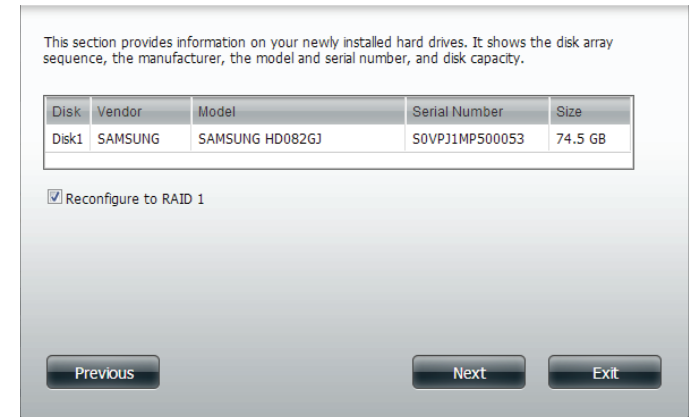 This section provides information on your newly installed hard drives. It shows the disk array
sequence, the manufacturer, the model and serial number, and disk capacity.
Disk Vendor Model Serial Number Size
Disk1 SAMSUNG SAMSUNG HD082GJ S0VPJ1MP500053 74.5 GB
Reconfigure to RAID 1
Previous Next Exit